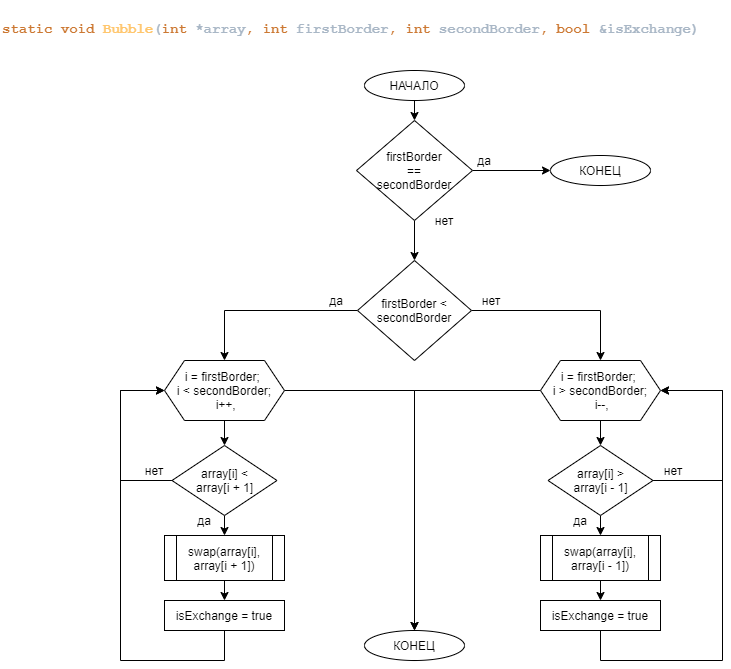 static void Bubble(int *array, int firstBorder, int secondBorder, bool &isExchange)
НАЧАЛО
firstBorder
==
secondBorder
да
КОНЕЦ
нет
firstBorder <
secondBorder
да
нет
i = firstBorder;
i < secondBorder;
i++,
i = firstBorder;
i > secondBorder;
i--,
array[i] <
array[i + 1]
нет
array[i] >
array[i - 1]
нет
да
да
swap(array[i],
array[i + 1])
swap(array[i],
array[i - 1])
isExchange = true
isExchange = true
КОНЕЦ